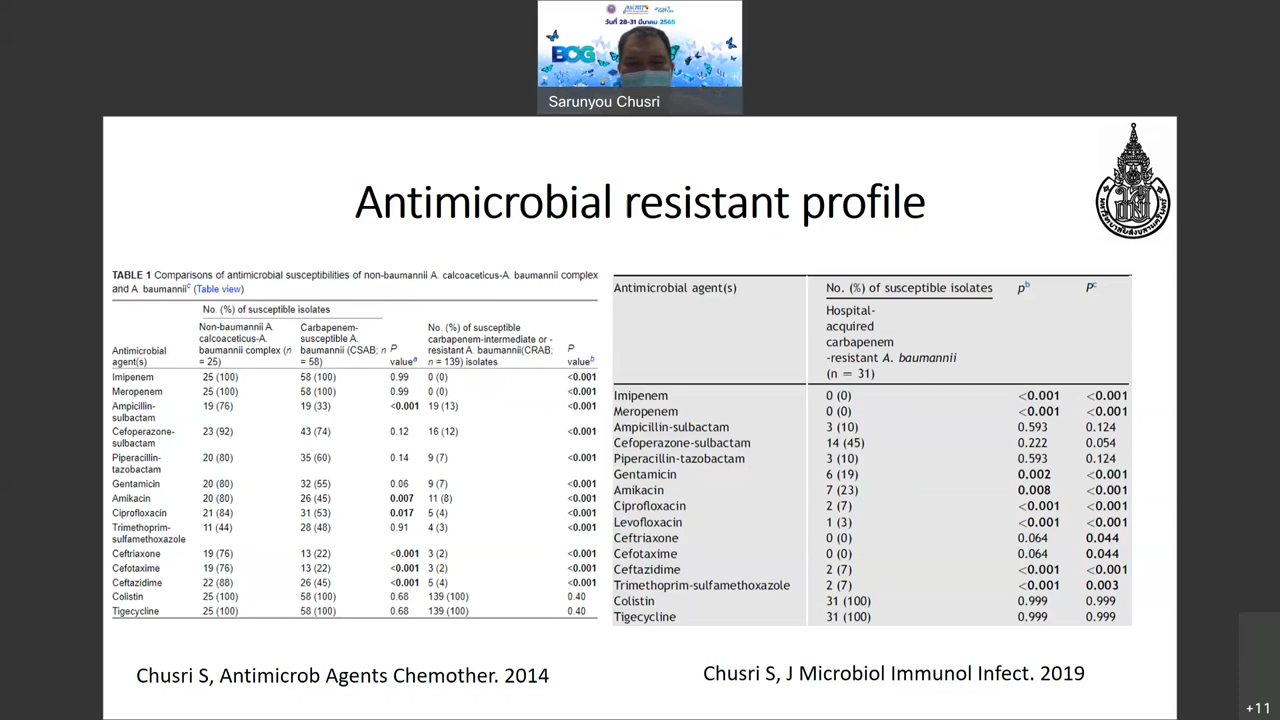 วันที่ 28-31 มีนาคม 2565
BCG
Sarunyou Chusri
Antimicrobial resistant profile
TABLE 1 Comparisons of antimicrobial susceptibilities of non-baumannii A. calcoaceticus-A. baumannii complex
and A. baumannii^c (Table view)
No. (%) of susceptible isolates
Antimicrobial agent(s) Non-baumannii A. calcoaceticus-A. baumannii complex (n = 25) Carbapenem-susceptible A. baumannii (CSAB; n = 58) P value^a No. (%) of susceptible carbapenem-intermediate or -resistant A. baumannii(CRAB; n = 139) isolates P value^b
Imipenem 25 (100) 58 (100) 0.99 0 (0) <0.001
Meropenem 25 (100) 58 (100) 0.99 0 (0) <0.001
Ampicillin-sulbactam 19 (76) 19 (33) <0.001 19 (13) <0.001
Cefoperazone-sulbactam 23 (92) 43 (74) 0.12 16 (12) <0.001
Piperacillin-tazobactam 20 (80) 35 (60) 0.14 9 (7) <0.001
Gentamicin 20 (80) 32 (55) 0.06 9 (7) <0.001
Amikacin 20 (80) 26 (45) 0.007 11 (8) <0.001
Ciprofloxacin 21 (84) 31 (53) 0.017 5 (4) <0.001
Trimethoprim-sulfamethoxazole 11 (44) 28 (48) 0.91 4 (3) <0.001
Ceftriaxone 19 (76) 13 (22) <0.001 3 (2) <0.001
Cefotaxime 19 (76) 13 (22) <0.001 3 (2) <0.001
Ceftazidime 22 (88) 26 (45) <0.001 5 (4) <0.001
Colistin 25 (100) 58 (100) 0.68 139 (100) 0.40
Tigecycline 25 (100) 58 (100) 0.68 139 (100) 0.40
Antimicrobial agent(s) No. (%) of susceptible isolates p^b P^c
Hospital-
acquired
carbapenem
-resistant A. baumannii
(n = 31)
Imipenem 0 (0) <0.001 <0.001
Meropenem 0 (0) <0.001 <0.001
Ampicillin-sulbactam 3 (10) 0.593 0.124
Cefoperazone-sulbactam 14 (45) 0.222 0.054
Piperacillin-tazobactam 3 (10) 0.593 0.124
Gentamicin 6 (19) 0.002 <0.001
Amikacin 7 (23) 0.008 <0.001
Ciprofloxacin 2 (7) <0.001 <0.001
Levofloxacin 1 (3) <0.001 <0.001
Ceftriaxone 0 (0) 0.064 0.044
Cefotaxime 0 (0) 0.064 0.044
Ceftazidime 2 (7) <0.001 <0.001
Trimethoprim-sulfamethoxazole 2 (7) <0.001 0.003
Colistin 31 (100) 0.999 0.999
Tigecycline 31 (100) 0.999 0.999
Chusri S, Antimicrob Agents Chemother. 2014
Chusri S, J Microbiol Immunol Infect. 2019
+11